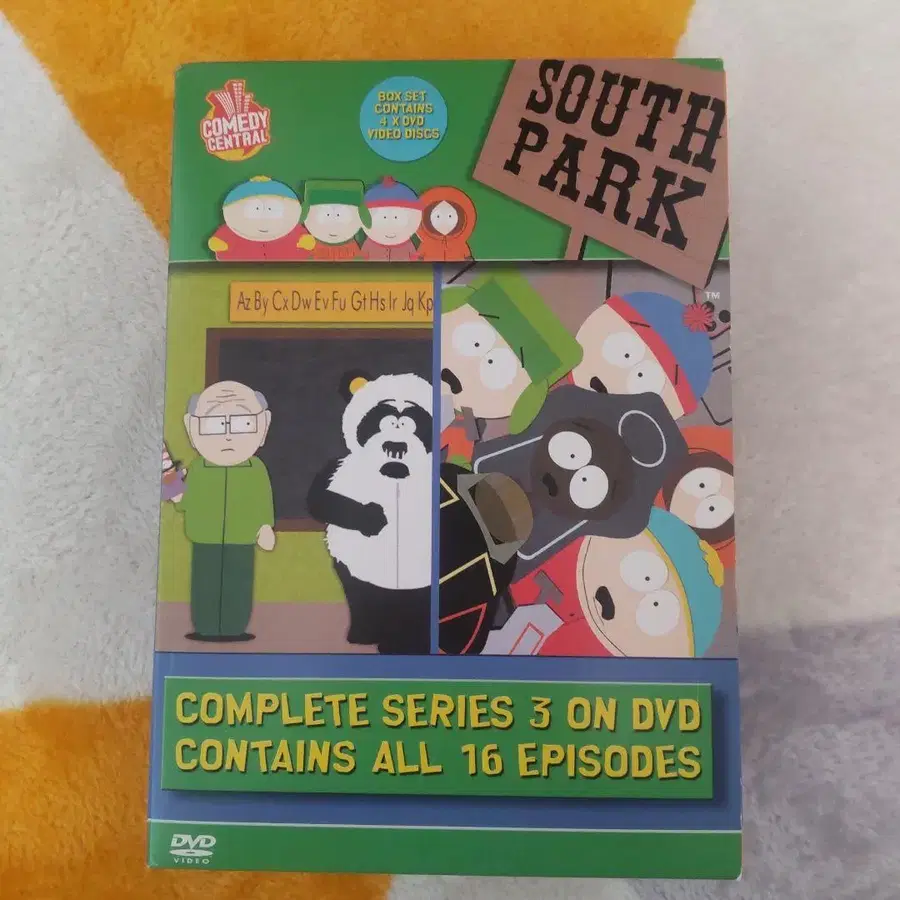 COMEDY
CENTRAL
BOX SET
CONTAINS
4 X DVD
VIDEO DISCS
SOUTH
PARK
Az By Cx Dw Ev Fu Gt Hs Ir Jq Kp
TM
COMPLETE SERIES 3 ON DVD
CONTAINS ALL 16 EPISODES
DVD
VIDEO